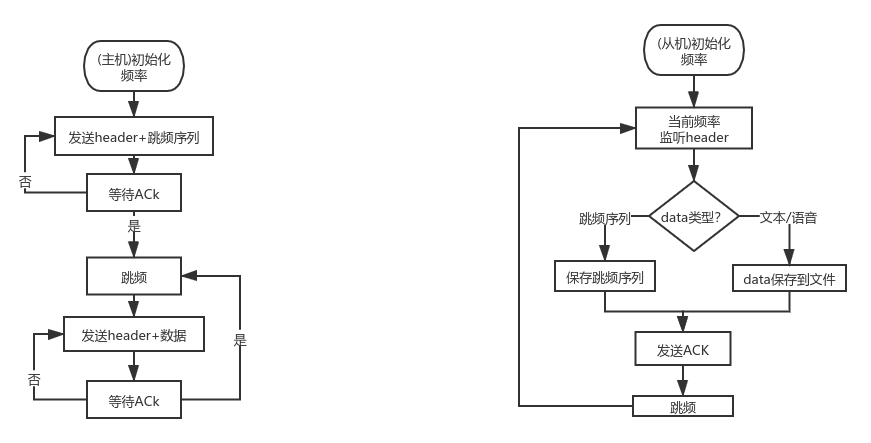 (主机)初始化
频率
发送header+跳频序列
否
等待ACk
是
跳频
发送header+数据
是
否
等待ACk
(从机)初始化
频率
当前频率
监听header
data类型?
跳频序列
文本/语音
保存跳频序列
data保存到文件
发送ACK
跳频